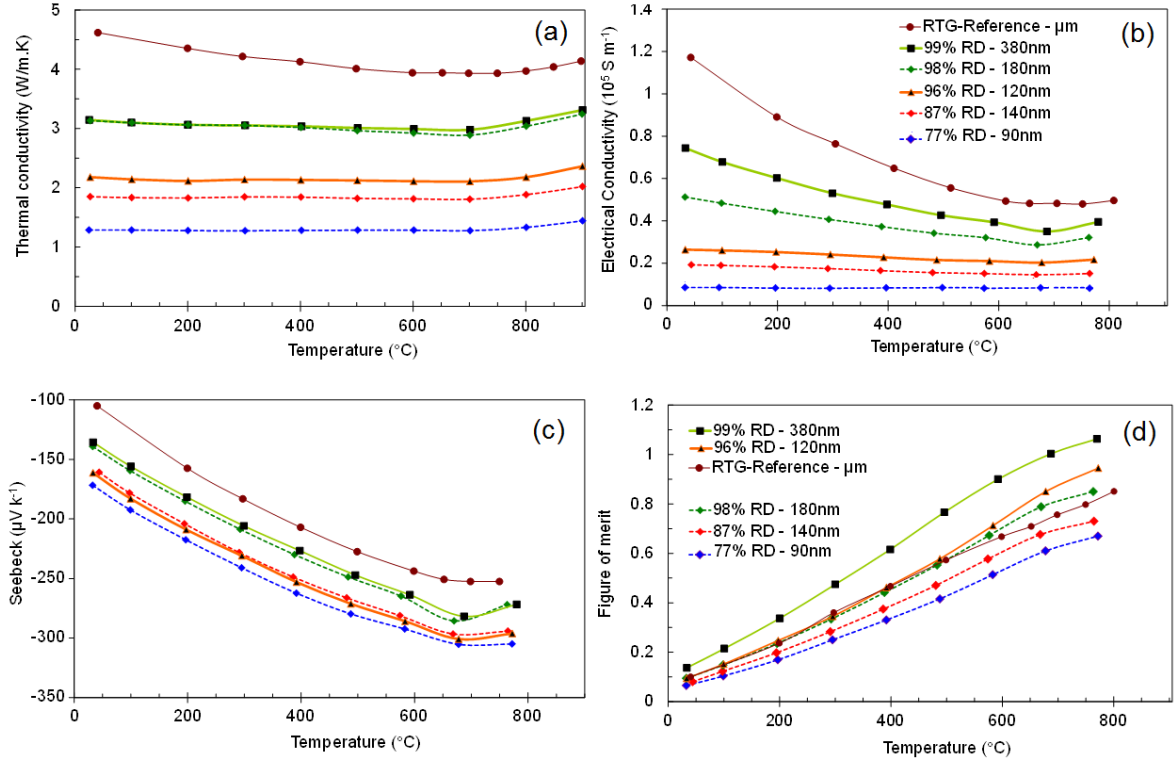 (a)
Thermal conductivity (W/m.K)
5
4
3
2
1
0
0 200 400 600 800
Temperature (°C)
(b)
Electrical Conductivity (10⁵ S m⁻¹)
1.4
1.2
1
0.8
0.6
0.4
0.2
0
RTG-Reference - µm
99% RD - 380nm
98% RD - 180nm
96% RD - 120nm
87% RD - 140nm
77% RD - 90nm
0 200 400 600 800
Temperature (°C)
(c)
Seebeck (µV k⁻¹)
-100
-150
-200
-250
-300
-350
0 200 400 600 800
Temperature (°C)
(d)
Figure of merit
1.2
1
0.8
0.6
0.4
0.2
0
99% RD - 380nm
96% RD - 120nm
RTG-Reference - µm
98% RD - 180nm
87% RD - 140nm
77% RD - 90nm
0 200 400 600 800
Temperature (°C)